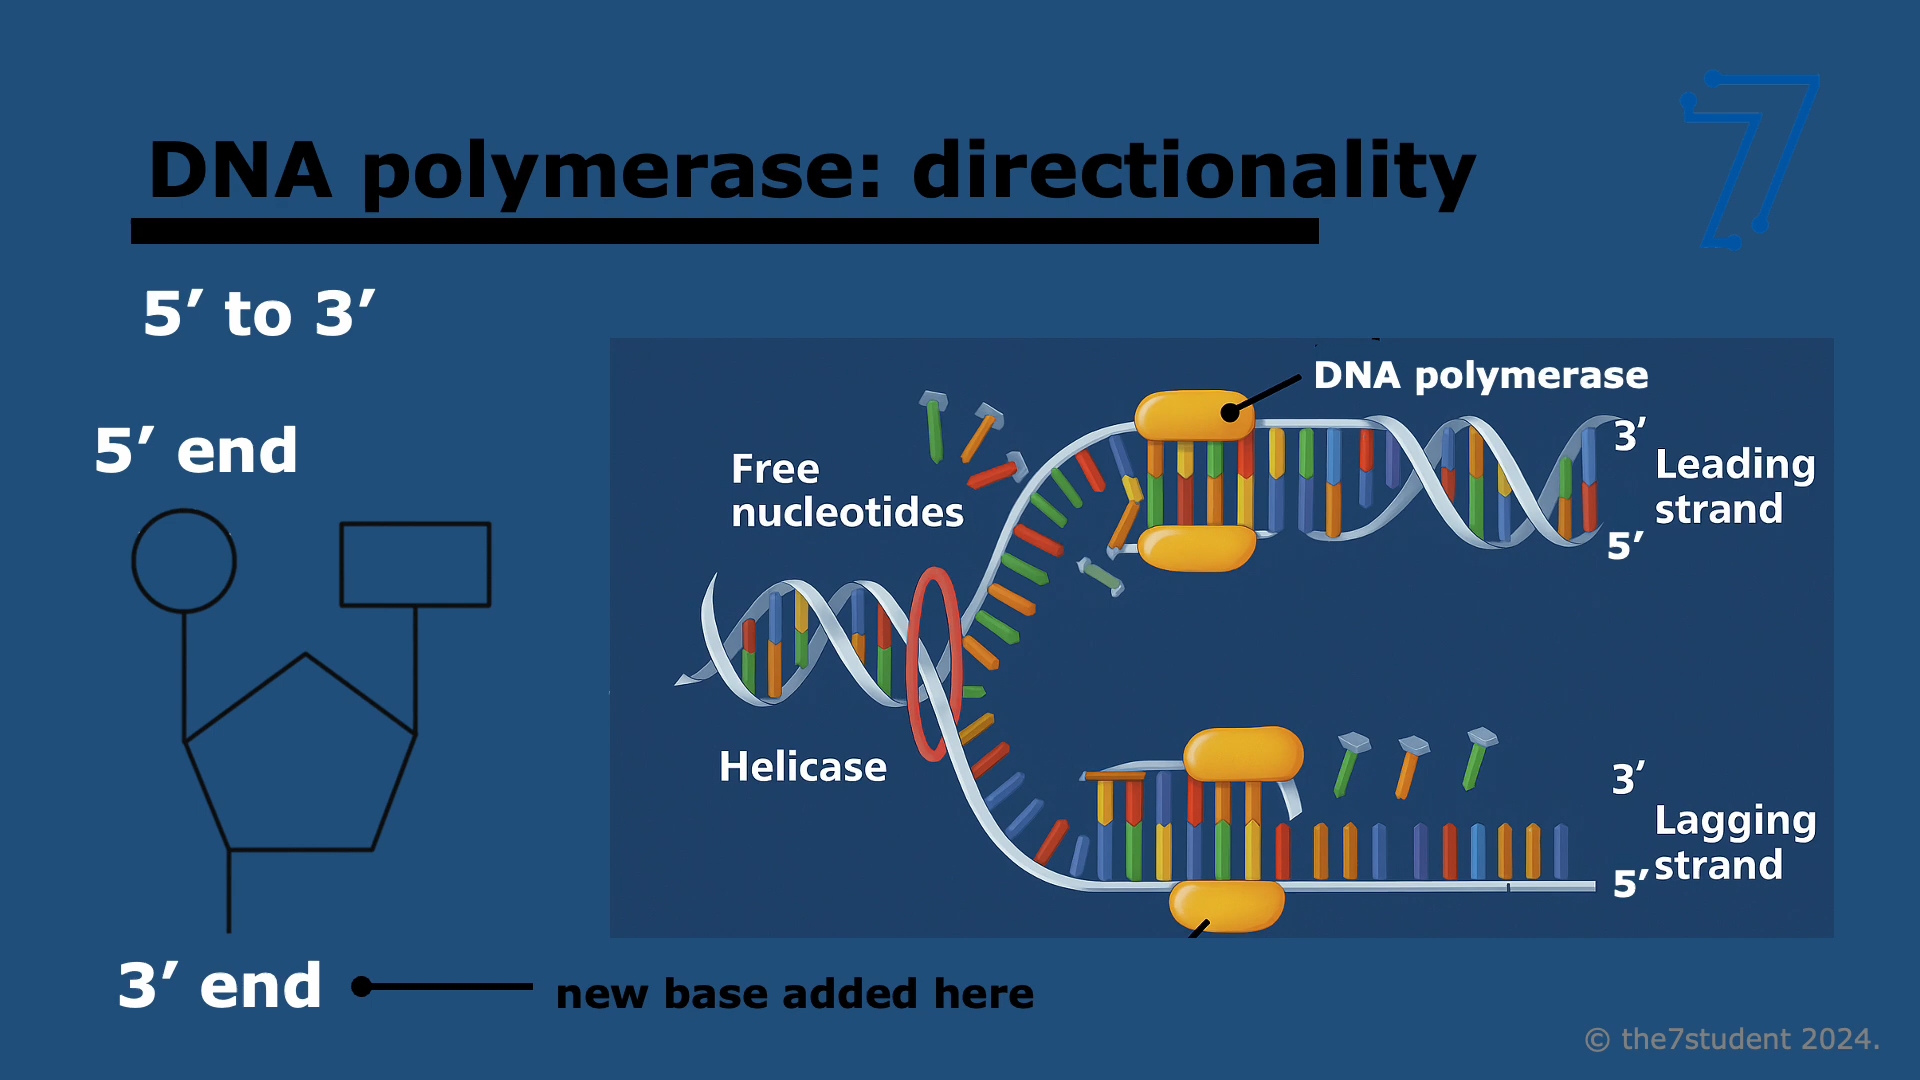 DNA polymerase: directionality
5’ to 3’
5’ end
3’ end
new base added here
DNA polymerase
Free
nucleotides
Helicase
3’
Leading
strand
5’
3’
Lagging
strand
5’
© the7student 2024.